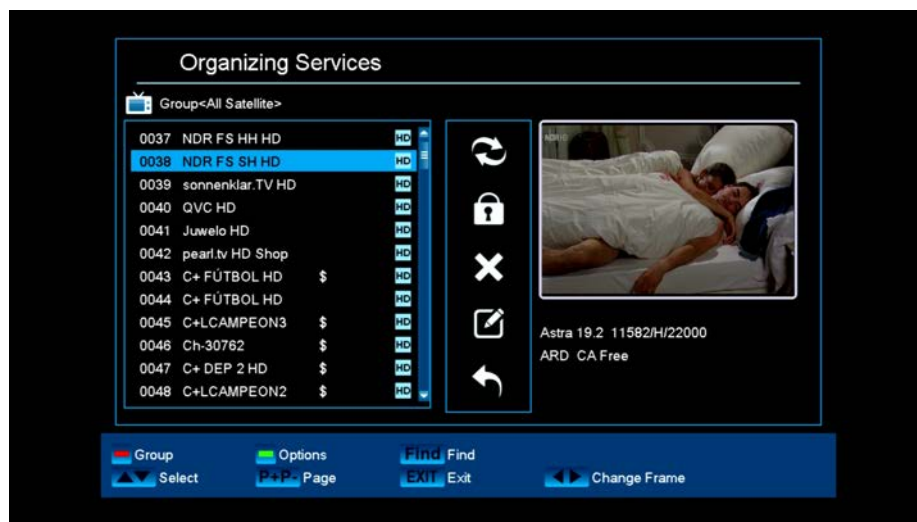 Organizing Services
Group<All Satellite>
0037 NDR FS HH HD HD
0038 NDR FS SH HD HD
0039 sonnenklar.TV HD HD
0040 QVC HD HD
0041 Juwelo HD HD
0042 pearl.tv HD Shop HD
0043 C+ FÚTBOL HD $ HD
0044 C+ FÚTBOL HD HD
0045 C+LCAMPEON3 $ HD
0046 Ch-30762 $ HD
0047 C+ DEP 2 HD $ HD
0048 C+LCAMPEON2 $ HD
Astra 19.2 11582/H/22000
ARD CA Free
Group Options Find Find
Select P+P- Page EXIT Exit Change Frame